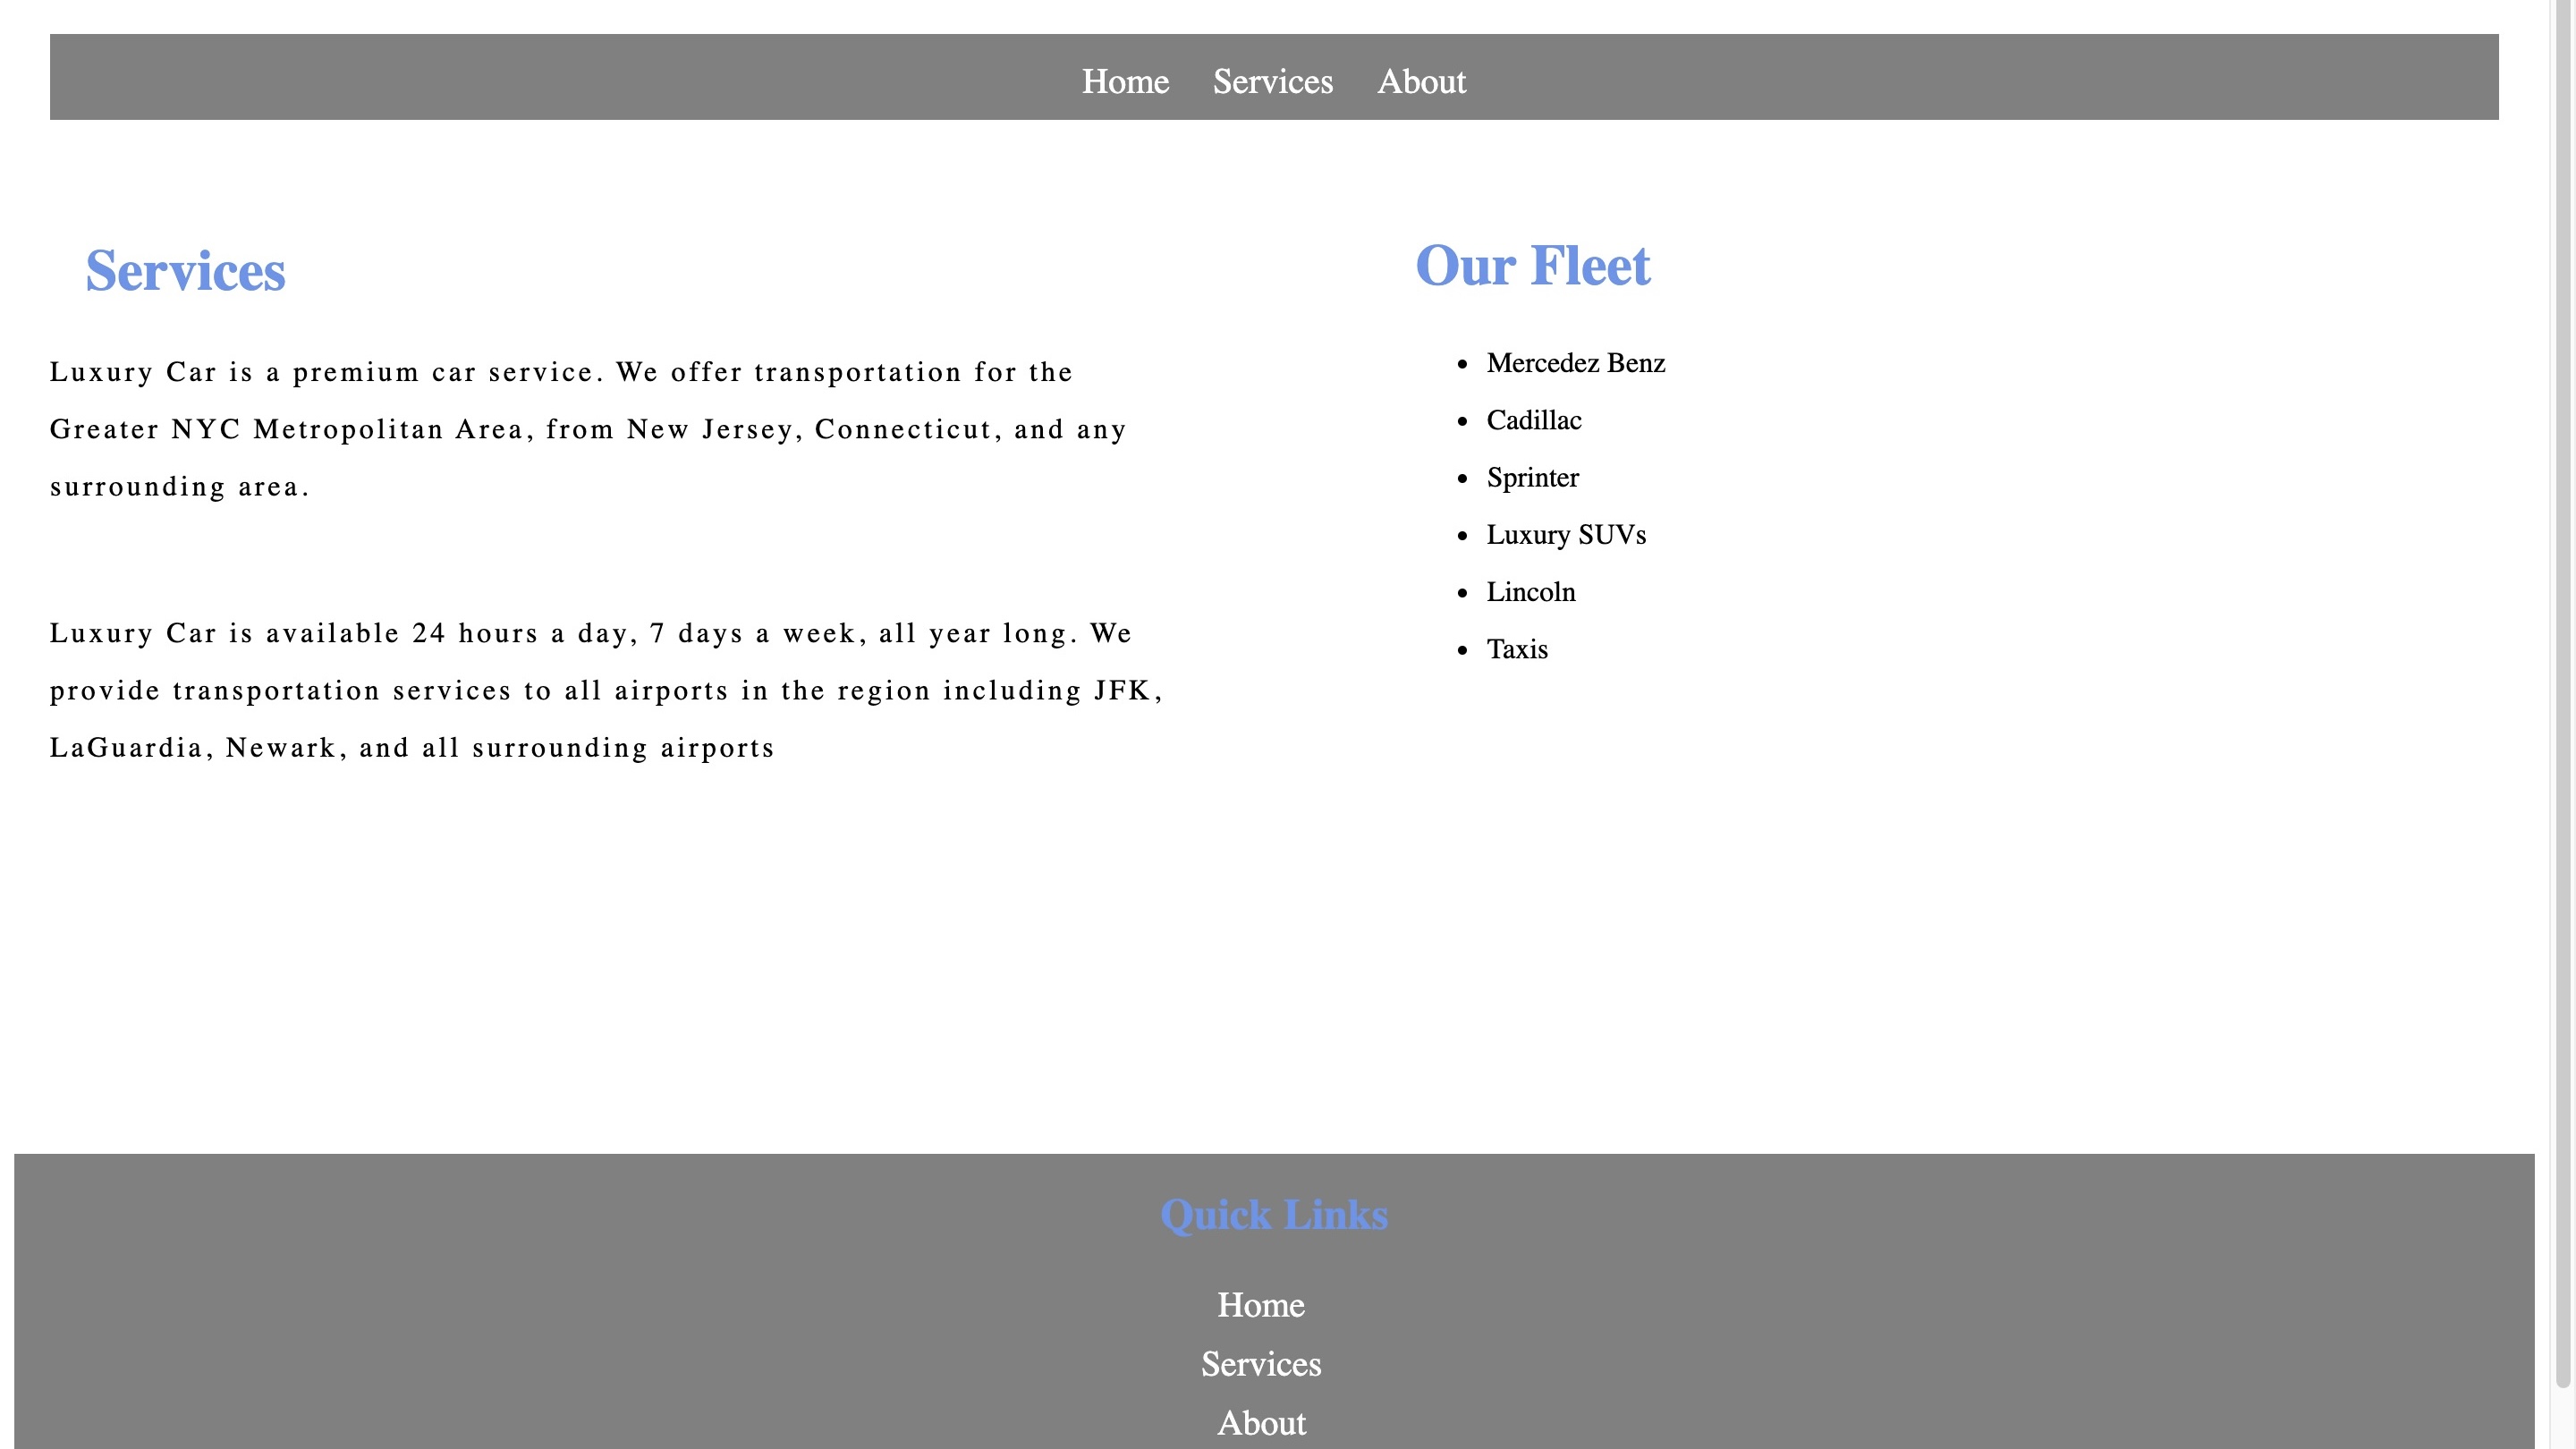 Home Services About
Services
Luxury Car is a premium car service. We offer transportation for the
Greater NYC Metropolitan Area, from New Jersey, Connecticut, and any
surrounding area.
Luxury Car is available 24 hours a day, 7 days a week, all year long. We
provide transportation services to all airports in the region including JFK,
LaGuardia, Newark, and all surrounding airports
Our Fleet
• Mercedez Benz
• Cadillac
• Sprinter
• Luxury SUVs
• Lincoln
• Taxis
Quick Links
Home
Services
About